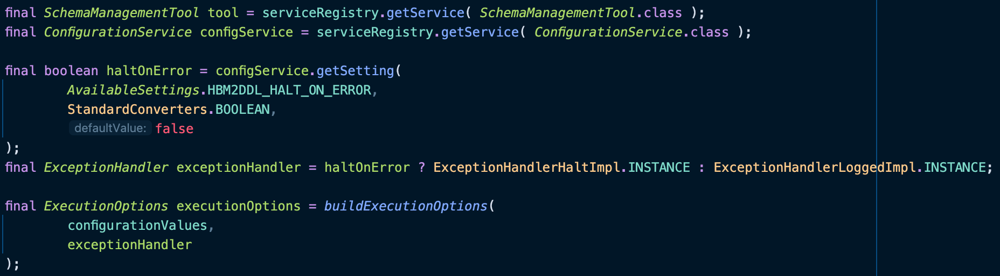 final SchemaManagementTool tool = serviceRegistry.getService( SchemaManagementTool.class );
final ConfigurationService configService = serviceRegistry.getService( ConfigurationService.class );
final boolean haltOnError = configService.getSetting(
AvailableSettings.HBM2DDL_HALT_ON_ERROR,
StandardConverters.BOOLEAN,
defaultValue: false
);
final ExceptionHandler exceptionHandler = haltOnError ? ExceptionHandlerHaltImpl.INSTANCE : ExceptionHandlerLoggedImpl.INSTANCE;
final ExecutionOptions executionOptions = buildExecutionOptions(
configurationValues,
exceptionHandler
);